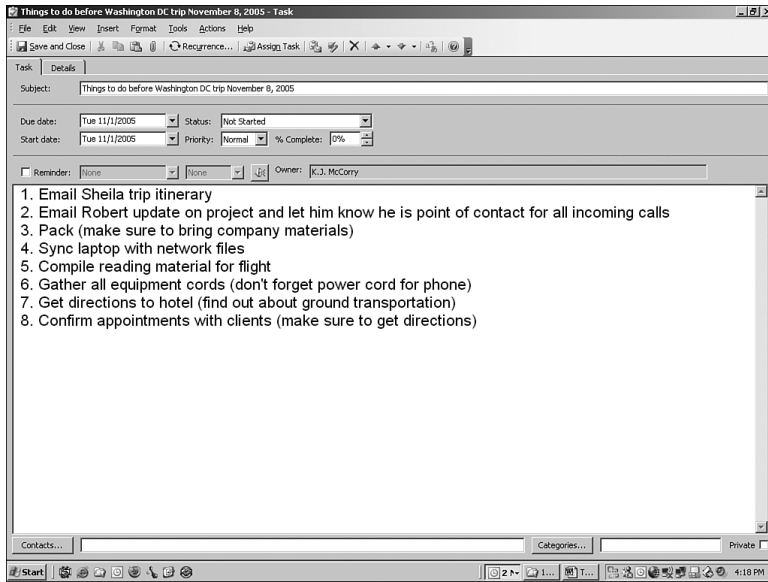 Things to do before Washington DC trip November 8, 2005 - Task
File Edit View Insert Format Tools Actions Help
Save and Close Recurrence... Assign Task
Task Details
Subject: Things to do before Washington DC trip November 8, 2005
Due date: Tue 11/1/2005 Status: Not Started
Start date: Tue 11/1/2005 Priority: Normal % Complete: 0%
Reminder: None None Owner: K.J. McCorry
1. Email Sheila trip itinerary
2. Email Robert update on project and let him know he is point of contact for all incoming calls
3. Pack (make sure to bring company materials)
4. Sync laptop with network files
5. Compile reading material for flight
6. Gather all equipment cords (don't forget power cord for phone)
7. Get directions to hotel (find out about ground transportation)
8. Confirm appointments with clients (make sure to get directions)
Contacts... Categories... Private
Start 2 1... T... 4:18 PM